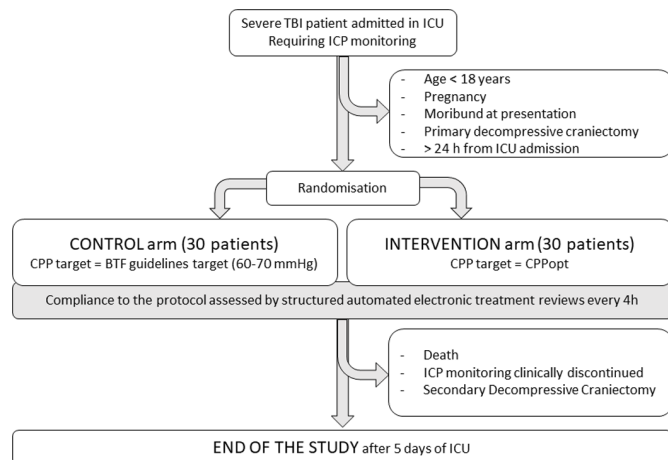 Severe TBI patient admitted in ICU
Requiring ICP monitoring
- Age < 18 years
- Pregnancy
- Moribund at presentation
- Primary decompressive craniectomy
- > 24 h from ICU admission
Randomisation
CONTROL arm (30 patients)
CPP target = BTF guidelines target (60-70 mmHg)
INTERVENTION arm (30 patients)
CPP target = CPPopt
Compliance to the protocol assessed by structured automated electronic treatment reviews every 4h
- Death
- ICP monitoring clinically discontinued
- Secondary Decompressive Craniectomy
END OF THE STUDY after 5 days of ICU